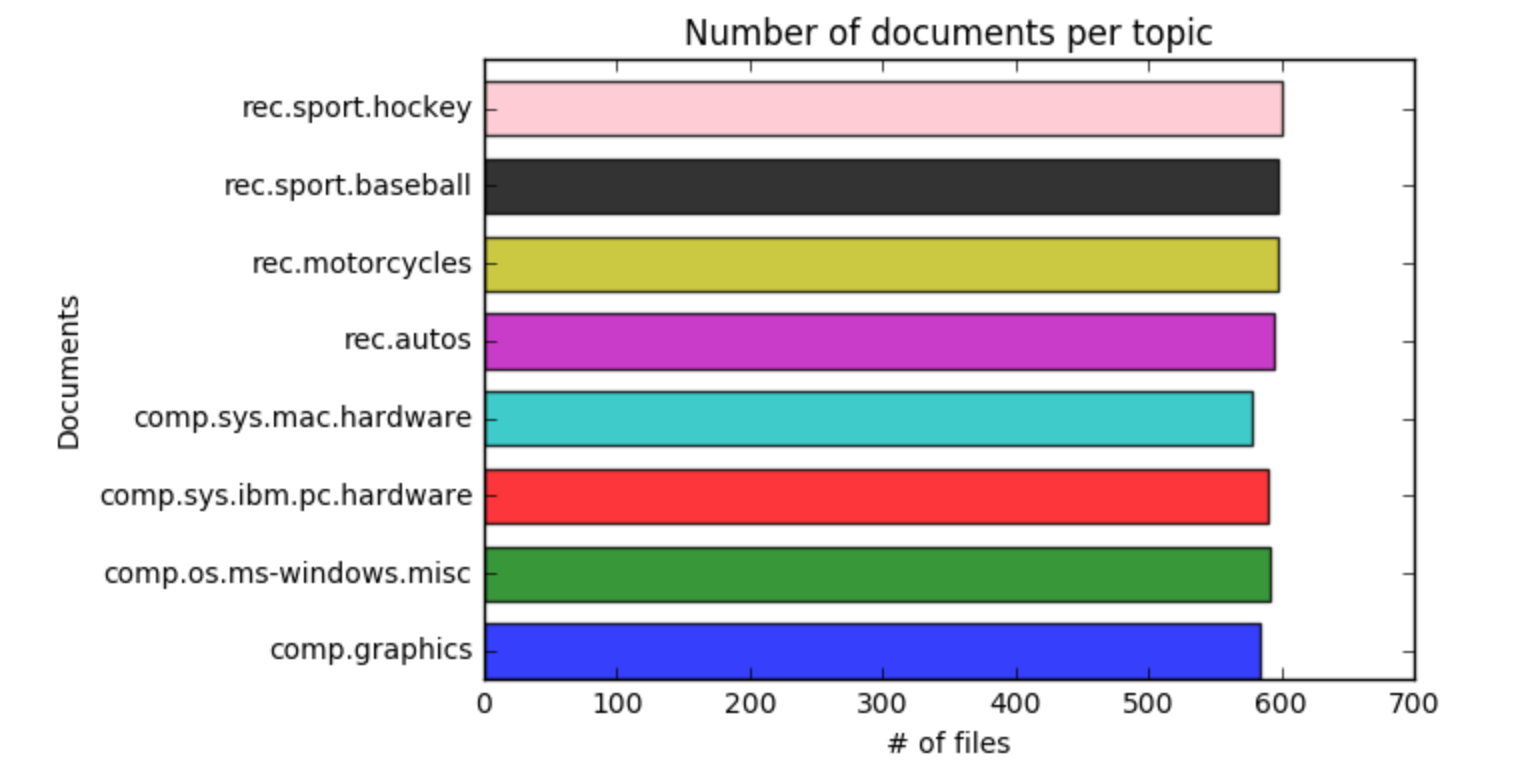 Number of documents per topic
rec.sport.hockey
rec.sport.baseball
rec.motorcycles
rec.autos
comp.sys.mac.hardware
comp.sys.ibm.pc.hardware
comp.os.ms-windows.misc
comp.graphics
Documents
0 100 200 300 400 500 600 700
# of files